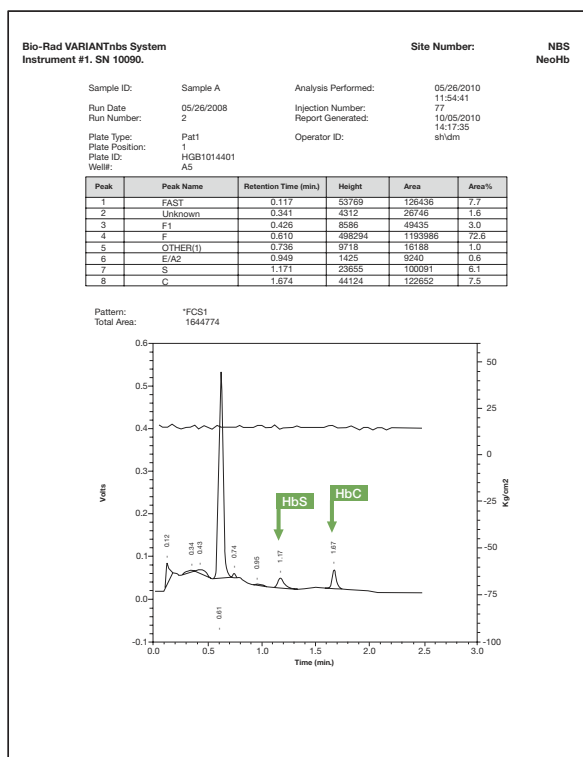 Bio-Rad VARIANTnbs System Site Number: NBS
Instrument #1. SN 10090. NeoHb
Sample ID: Sample A Analysis Performed: 05/26/2010
11:54:41
Run Date 05/26/2008 Injection Number: 77
Run Number: 2 Report Generated: 10/05/2010
14:17:35
Plate Type: Pat1 Operator ID: sh\dm
Plate Position: 1
Plate ID: HGB1014401
Well#: A5
Peak Peak Name Retention Time (min.) Height Area Area%
1 FAST 0.117 53769 126436 7.7
2 Unknown 0.341 4312 26746 1.6
3 F1 0.426 8586 49435 3.0
4 F 0.610 498294 1193986 72.6
5 OTHER(1) 0.736 9718 16188 1.0
6 E/A2 0.949 1425 9240 0.6
7 S 1.171 23655 100091 6.1
8 C 1.674 44124 122652 7.5
Pattern: *FCS1
Total Area: 1644774
0.6
0.5
0.4
0.3
0.2
0.1
0.0
-0.1
Volts
50
25
0
-25
-50
-75
-100
Kg/cm2
HbS
HbC
0.12
0.34
0.43
0.61
0.74
0.95
1.17
1.67
0.0 0.5 1.0 1.5 2.0 2.5 3.0
Time (min.)